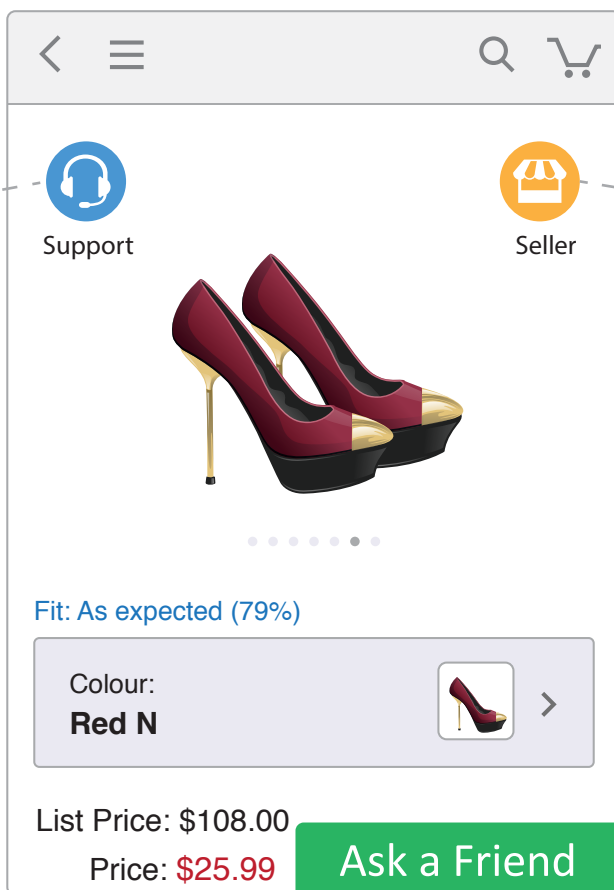 Support
Seller
Fit: As expected (79%)
Colour:
Red N
List Price: $108.00
Price: $25.99
Ask a Friend